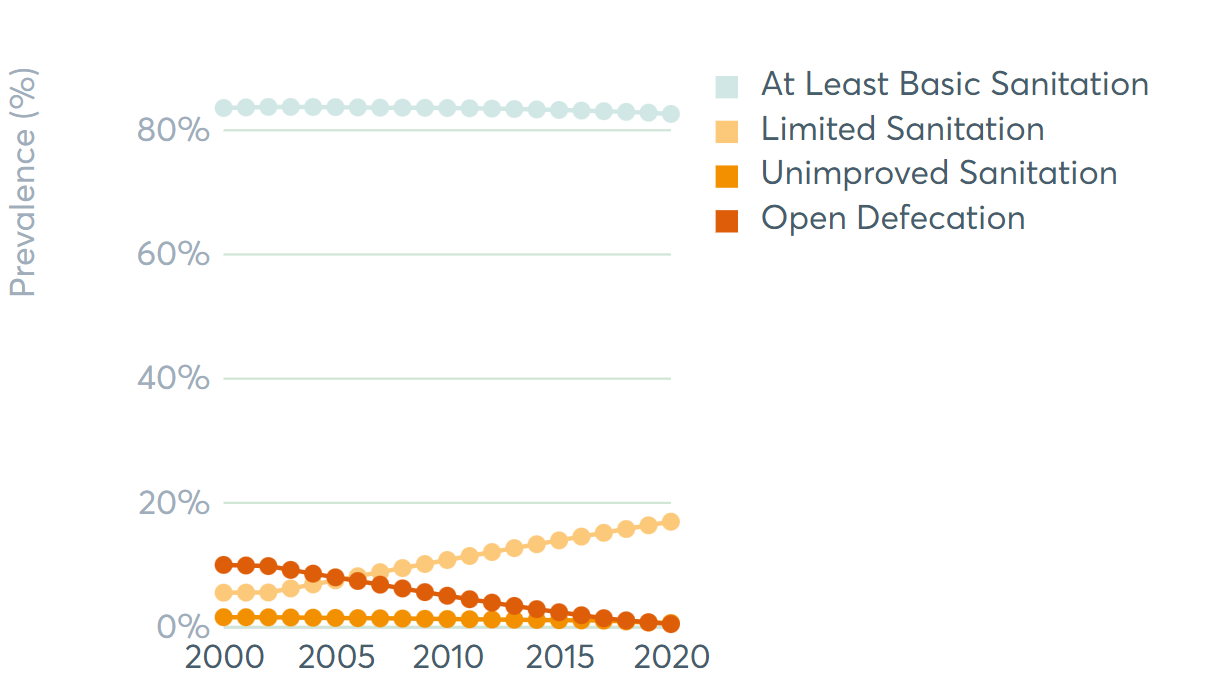 Prevalence (%)
80%
60%
40%
20%
0%
2000 2005 2010 2015 2020
At Least Basic Sanitation
Limited Sanitation
Unimproved Sanitation
Open Defecation